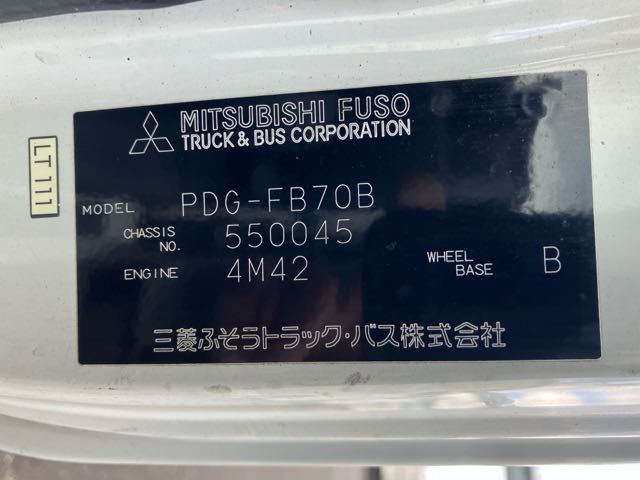 MITSUBISHI FUSO
TRUCK & BUS CORPORATION
LT111
MODEL PDG-FB70B
CHASSIS NO. 550045
ENGINE 4M42
WHEEL BASE B
三菱ふそうトラック・バス株式会社